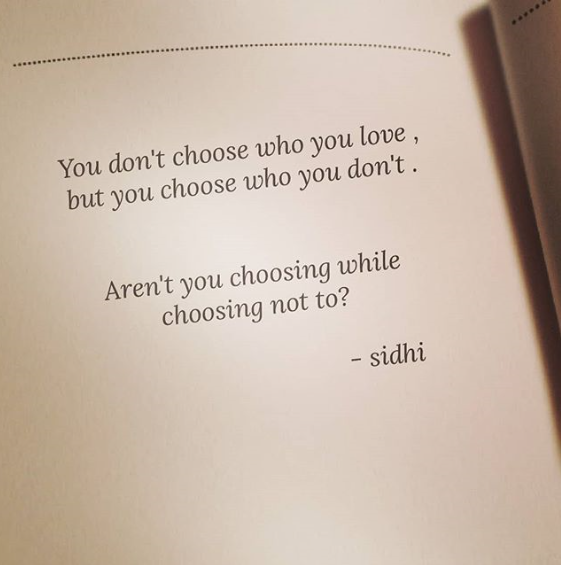 You don't choose who you love ,
but you choose who you don't .
Aren't you choosing while
choosing not to?
- sidhi